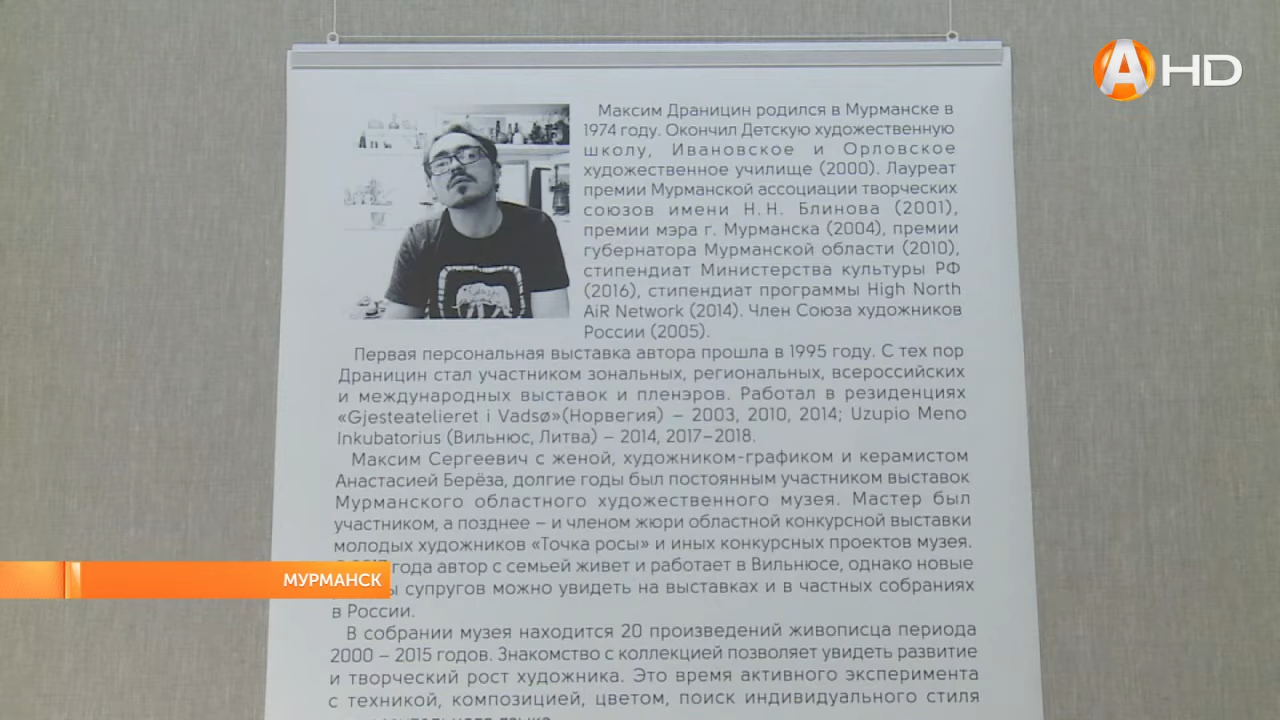 А HD
Максим Драницин родился в Мурманске в
1974 году. Окончил Детскую художественную
школу, Ивановское и Орловское
художественное училище (2000). Лауреат
премии Мурманской ассоциации творческих
союзов имени Н. Н. Блинова (2001),
премии мэра г. Мурманска (2004), премии
губернатора Мурманской области (2010),
стипендиат Министерства культуры РФ
(2016), стипендиат программы High North
AiR Network (2014). Член Союза художников
России (2005).
Первая персональная выставка автора прошла в 1995 году. С тех пор
Драницин стал участником зональных, региональных, всероссийских
и международных выставок и пленэров. Работал в резиденциях
«Gjesteatelieret i Vadsø»(Норвегия) – 2003, 2010, 2014; Uzupio Meno
Inkubatorius (Вильнюс, Литва) – 2014, 2017–2018.
Максим Сергеевич с женой, художником-графиком и керамистом
Анастасией Берёза, долгие годы был постоянным участником выставок
Мурманского областного художественного музея. Мастер был
участником, а позднее – и членом жюри областной конкурсной выставки
молодых художников «Точка росы» и иных конкурсных проектов музея.
года автор с семьей живет и работает в Вильнюсе, однако новые
супругов можно увидеть на выставках и в частных собраниях
в России.
В собрании музея находится 20 произведений живописца периода
2000 – 2015 годов. Знакомство с коллекцией позволяет увидеть развитие
и творческий рост художника. Это время активного эксперимента
с техникой, композицией, цветом, поиск индивидуального стиля
МУРМАНСК